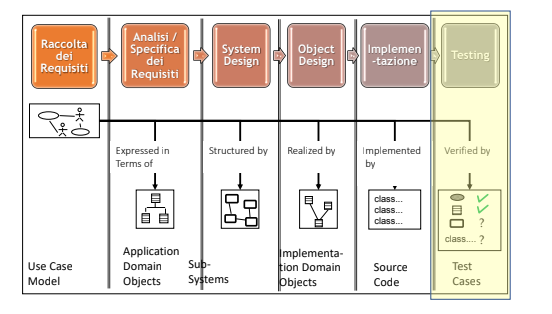 Raccolta
dei
Requisiti
Analisi /
Specifica
dei
Requisiti
System
Design
Object
Design
Implemen
-tazione
Testing
Expressed in
Terms of
Structured by
Realized by
Implemented
by
Verified by
class...
class...
class...
?
class.... ?
Use Case
Model
Application
Domain
Objects
Sub-
Systems
Implementa-
tion Domain
Objects
Source
Code
Test
Cases